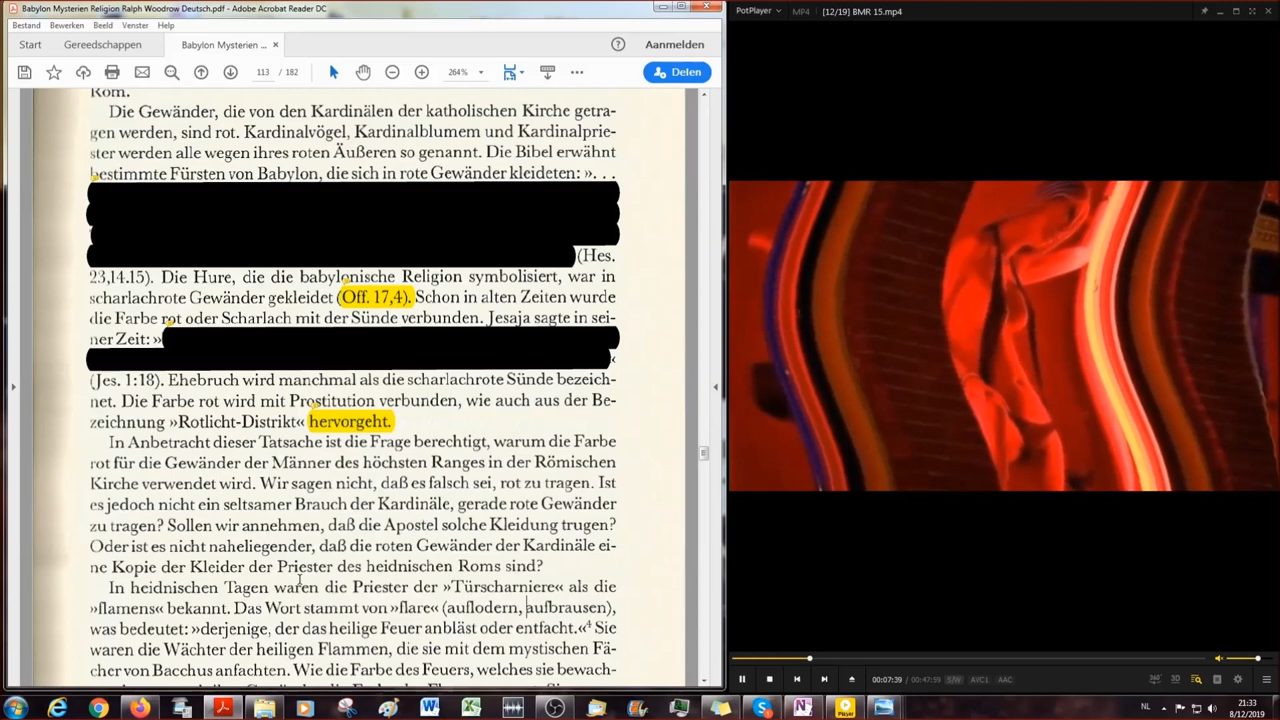 Babylon Mysterien Religion Ralph Woodrow Deutsch.pdf - Adobe Acrobat Reader DC
Bestand Bewerken Beeld Venster Help
Start Gereedschappen Babylon Mysterien ... × Aanmelden
113 / 182 264% Delen
Rom.
Die Gewänder, die von den Kardinälen der katholischen Kirche getra-
gen werden, sind rot. Kardinalvögel, Kardinalblumem und Kardinalprie-
ster werden alle wegen ihres roten Äußeren so genannt. Die Bibel erwähnt
bestimmte Fürsten von Babylon, die sich in rote Gewänder kleideten: ». . .
(Hes.
23,14.15). Die Hure, die die babylonische Religion symbolisiert, war in
scharlachrote Gewänder gekleidet (Off. 17,4). Schon in alten Zeiten wurde
die Farbe rot oder Scharlach mit der Sünde verbunden. Jesaja sagte in sei-
ner Zeit: »
«
(Jes. 1:18). Ehebruch wird manchmal als die scharlachrote Sünde bezeich-
net. Die Farbe rot wird mit Prostitution verbunden, wie auch aus der Be-
zeichnung »Rotlicht-Distrikt« hervorgeht.
In Anbetracht dieser Tatsache ist die Frage berechtigt, warum die Farbe
rot für die Gewänder der Männer des höchsten Ranges in der Römischen
Kirche verwendet wird. Wir sagen nicht, daß es falsch sei, rot zu tragen. Ist
es jedoch nicht ein seltsamer Brauch der Kardinäle, gerade rote Gewänder
zu tragen? Sollen wir annehmen, daß die Apostel solche Kleidung trugen?
Oder ist es nicht naheliegender, daß die roten Gewänder der Kardinäle ei-
ne Kopie der Kleider der Priester des heidnischen Roms sind?
In heidnischen Tagen waren die Priester der »Türscharniere« als die
»flamens« bekannt. Das Wort stammt von »flare« (auflodern, aufbrausen),
was bedeutet: »derjenige, der das heilige Feuer anbläst oder entfacht.«⁴ Sie
waren die Wächter der heiligen Flammen, die sie mit dem mystischen Fä-
cher von Bacchus anfachten. Wie die Farbe des Feuers, welches sie bewach-
PotPlayer MP4 [12/19] BMR 15.mp4
00:07:39 / 00:47:59 S/W AVC1 AAC 360° 3D
NL 21:33
8/12/2019